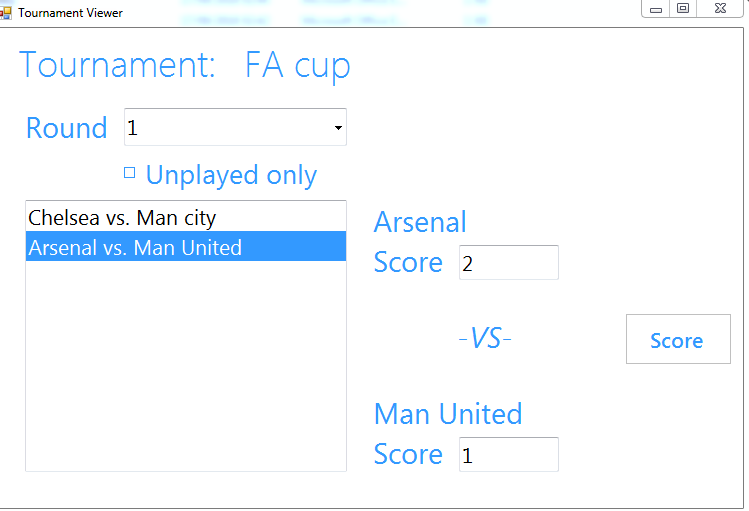 Tournament Viewer
Tournament: FA cup
Round 1
Unplayed only
Chelsea vs. Man city
Arsenal vs. Man United
Arsenal
Score 2
-VS-
Score
Man United
Score 1